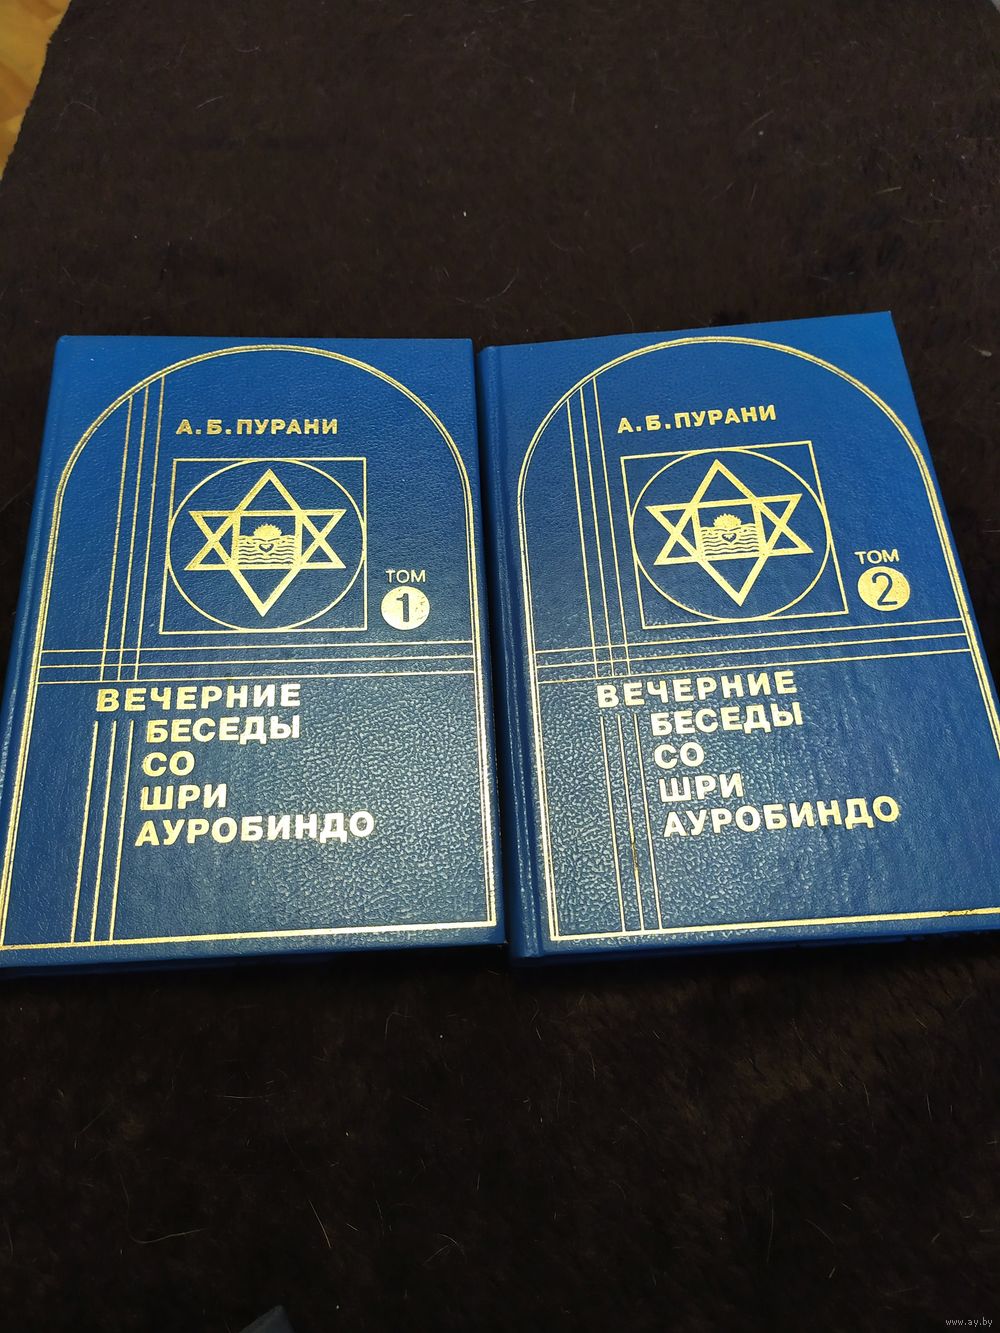 А.Б.ПУРАНИ
ТОМ
1
ВЕЧЕРНИЕ
БЕСЕДЫ
СО
ШРИ
АУРОБИНДО
А.Б.ПУРАНИ
ТОМ
2
ВЕЧЕРНИЕ
БЕСЕДЫ
СО
ШРИ
АУРОБИНДО
www.ay.by